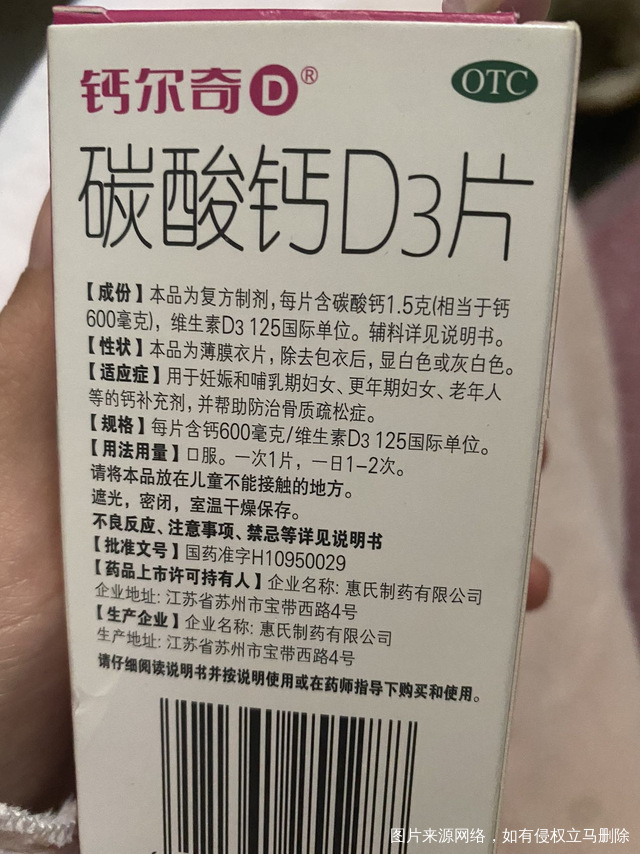 钙尔奇D®
OTC
碳酸钙D3片
【成份】本品为复方制剂，每片含碳酸钙1.5克(相当于钙
600毫克)，维生素D3 125国际单位。辅料详见说明书。
【性状】本品为薄膜衣片，除去包衣后，显白色或灰白色。
【适应症】用于妊娠和哺乳期妇女、更年期妇女、老年人
等的钙补充剂，并帮助防治骨质疏松症。
【规格】每片含钙600毫克/维生素D3 125国际单位。
【用法用量】口服。一次1片，一日1-2次。
请将本品放在儿童不能接触的地方。
遮光，密闭，室温干燥保存。
不良反应、注意事项、禁忌等详见说明书
【批准文号】国药准字H10950029
【药品上市许可持有人】企业名称: 惠氏制药有限公司
企业地址: 江苏省苏州市宝带西路4号
【生产企业】企业名称: 惠氏制药有限公司
生产地址: 江苏省苏州市宝带西路4号
请仔细阅读说明书并按说明使用或在药师指导下购买和使用。
图片来源网络，如有侵权立马删除